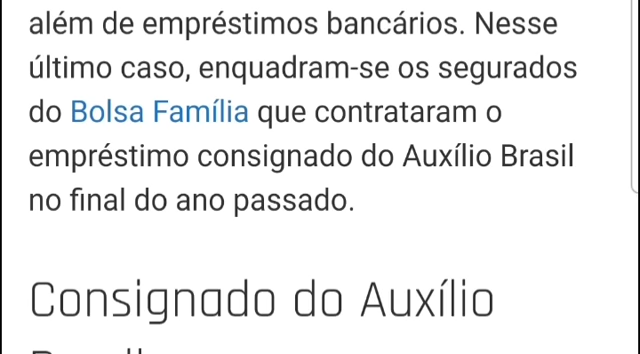 além de empréstimos bancários. Nesse
último caso, enquadram-se os segurados
do Bolsa Família que contrataram o
empréstimo consignado do Auxílio Brasil
no final do ano passado.
Consignado do Auxílio